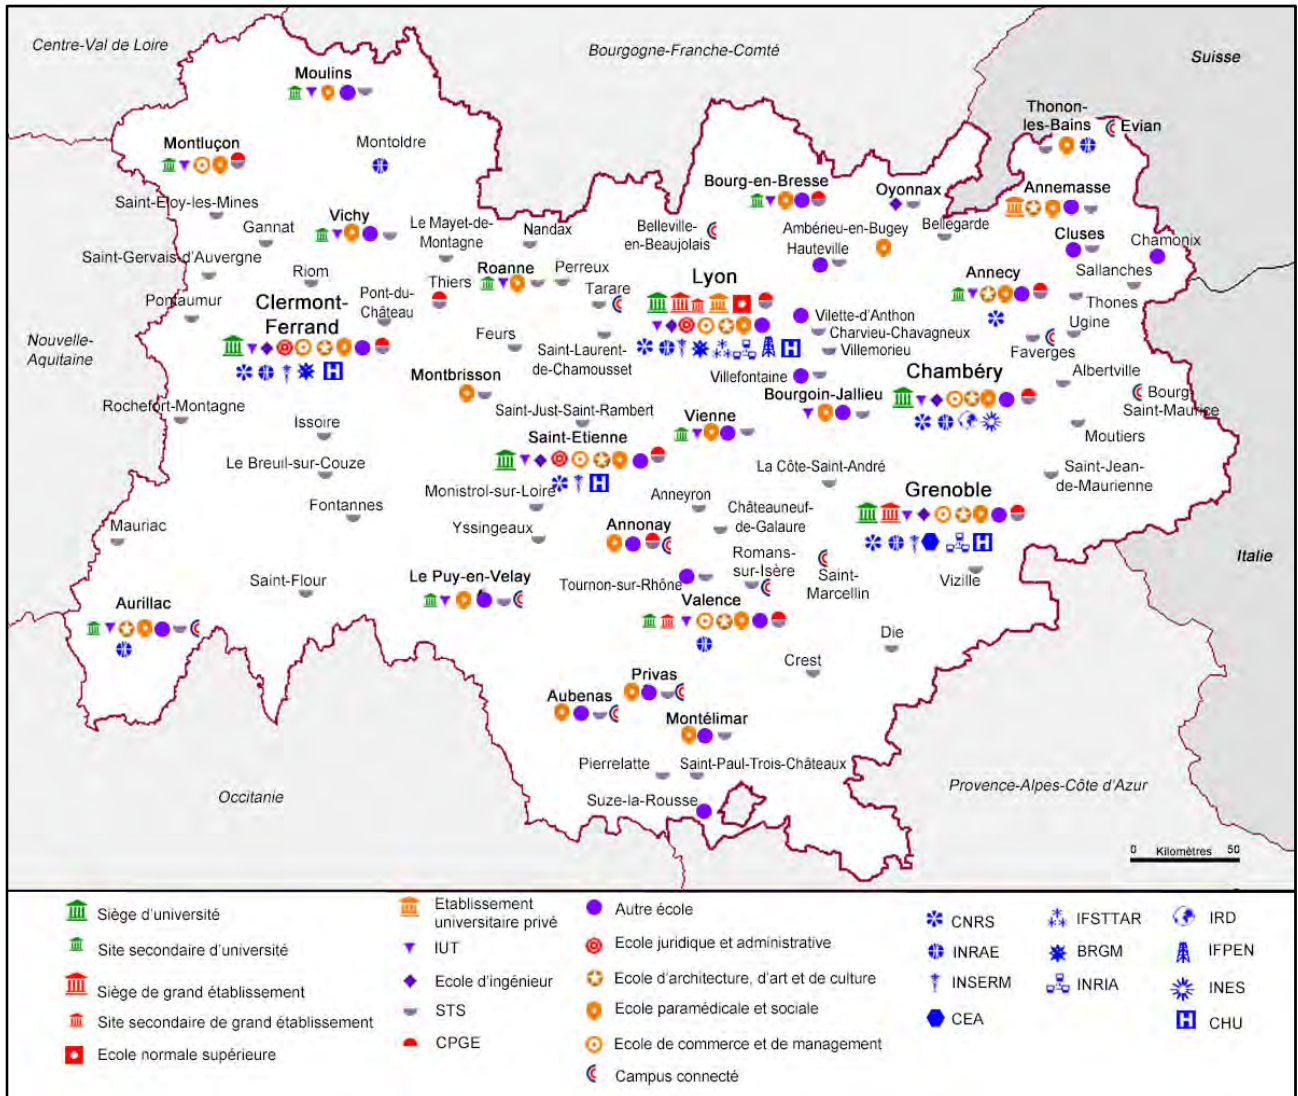 Centre-Val de Loire
Bourgogne-Franche-Comté
Suisse
Moulins
Thonon-
les-Bains
Evian
Montluçon
Montoldre
Bourg-en-Bresse
Oyonnax
Annemasse
Saint-Eloy-les-Mines
Vichy
Gannat
Le Mayet-de-
Montagne
Nandax
Belleville-
en-Beaujolais
Ambérieu-en-Bugey
Hauteville
Bellegarde
Cluses
Chamonix
Saint-Gervais-d'Auvergne
Riom
Thiers
Roanne
Perreux
Lyon
Annecy
Sallanches
Pontaumur
Clermont-
Ferrand
Pont-du-
Château
Tarare
Thones
Vilette-d'Anthon
Charvieu-Chavagneux
Villemorieu
Ugine
Faverges
Nouvelle-
Aquitaine
Feurs
Saint-Laurent-
de-Chamousset
Montbrisson
Villefontaine
Chambéry
Albertville
Bourg
Saint-Maurice
Rochefort-Montagne
Saint-Just-Saint-Rambert
Bourgoin-Jallieu
Vienne
Moutiers
Issoire
Saint-Etienne
Le Breuil-sur-Couze
La Côte-Saint-André
Saint-Jean-
de-Maurienne
Monistrol-sur-Loire
Anneyron
Grenoble
Fontannes
Châteauneuf-
de-Galaure
Mauriac
Yssingeaux
Annonay
Romans-
sur-Isère
Saint-
Marcellin
Italie
Saint-Flour
Le Puy-en-Velay
Tournon-sur-Rhône
Vizille
Aurillac
Valence
Die
Crest
Privas
Aubenas
Montélimar
Pierrelatte
Saint-Paul-Trois-Châteaux
Occitanie
Suze-la-Rousse
Provence-Alpes-Côte d'Azur
0 Kilomètres 50
Siège d'université
Site secondaire d'université
Siège de grand établissement
Site secondaire de grand établissement
Ecole normale supérieure
Etablissement
universitaire privé
IUT
Ecole d'ingénieur
STS
CPGE
Autre école
Ecole juridique et administrative
Ecole d'architecture, d'art et de culture
Ecole paramédicale et sociale
Ecole de commerce et de management
Campus connecté
CNRS
INRAE
INSERM
CEA
IFSTTAR
BRGM
INRIA
IRD
IFPEN
INES
CHU